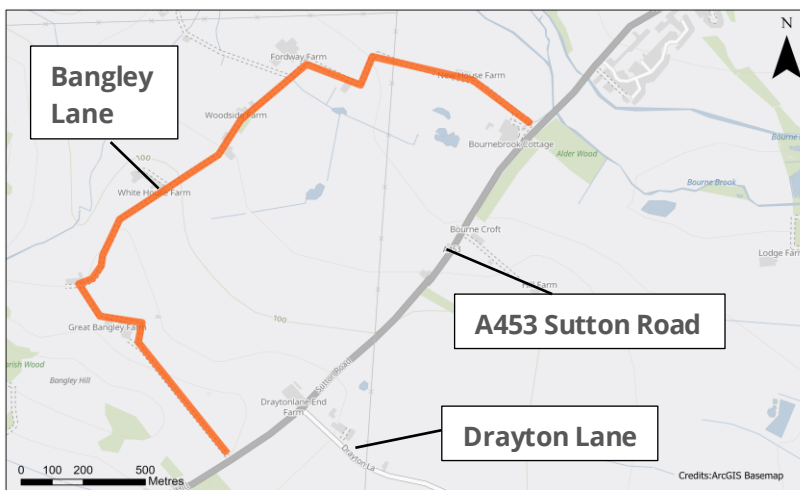 N
Fordway Farm
New House Farm
Bangley
Lane
Woodside Farm
Bournebrook Cottage
Alder Wood
100
White House Farm
Bourne Brook
Bourne Croft
A453
Lodge Farm
Farm
A453 Sutton Road
Great Bangley Farm
100
Sutton Road
Wood
Bangley Hill
Draytonlane End
Farm
Drayton Lane
Drayton La
0 100 200 500
Metres
Credits:ArcGIS Basemap